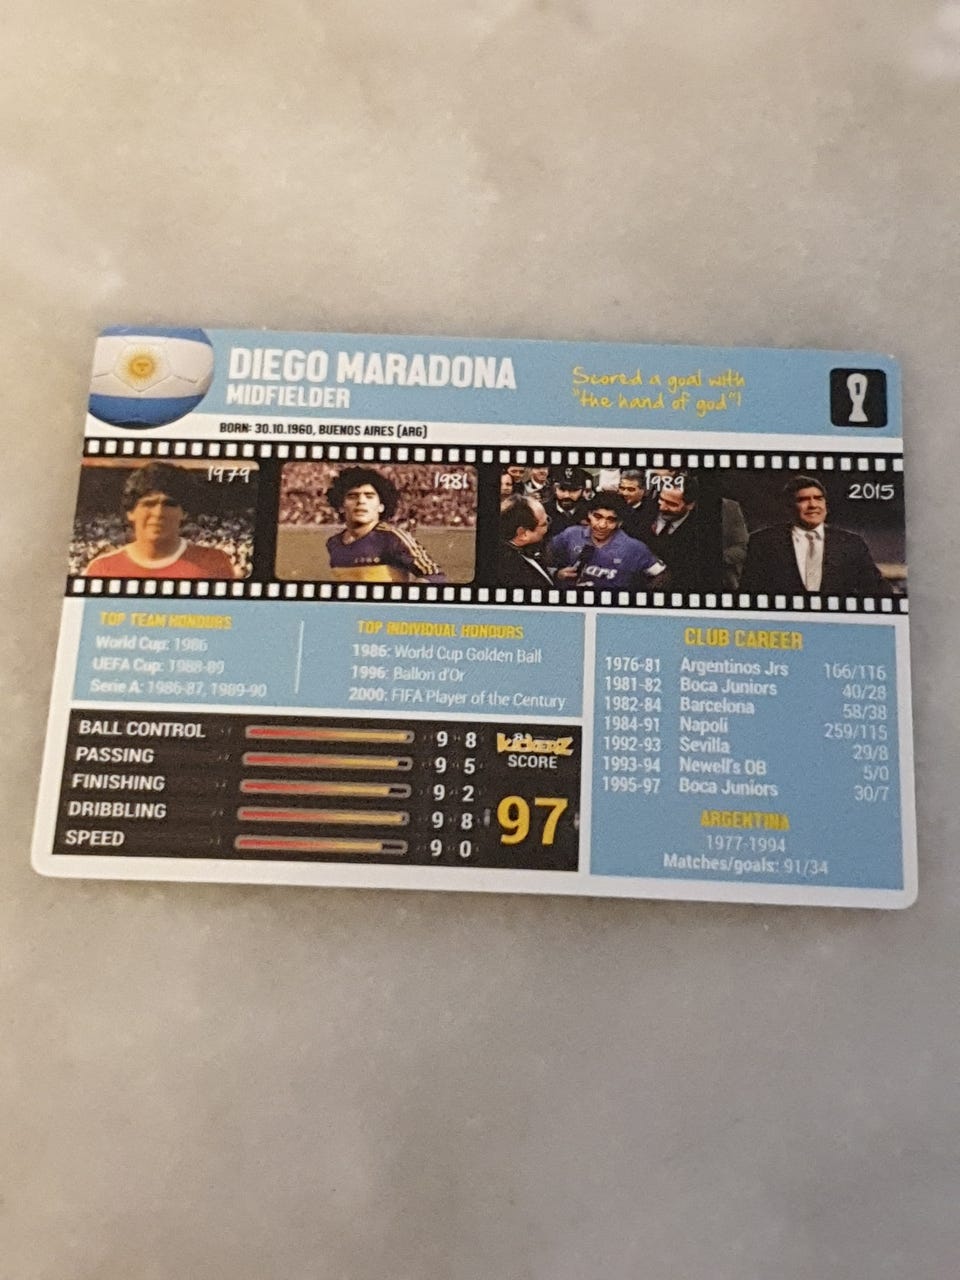 DIEGO MARADONA
MIDFIELDER
Scored a goal with
"the hand of god"!
1
BORN: 30.10.1960, BUENOS AIRES (ARG)
1979
1981
1989
2015
TOP TEAM HONOURS
World Cup: 1986
UEFA Cup: 1988-89
Serie A: 1986-87, 1989-90
TOP INDIVIDUAL HONOURS
1986: World Cup Golden Ball
1996: Ballon d'Or
2000: FIFA Player of the Century
BALL CONTROL 98
PASSING 95
FINISHING 92
DRIBBLING 98
SPEED 90
KICKERZ
SCORE
97
CLUB CAREER
1976-81 Argentinos Jrs 166/116
1981-82 Boca Juniors 40/28
1982-84 Barcelona 58/38
1984-91 Napoli 259/115
1992-93 Sevilla 29/8
1993-94 Newell's OB 5/0
1995-97 Boca Juniors 30/7
ARGENTINA
1977-1994
Matches/goals: 91/34